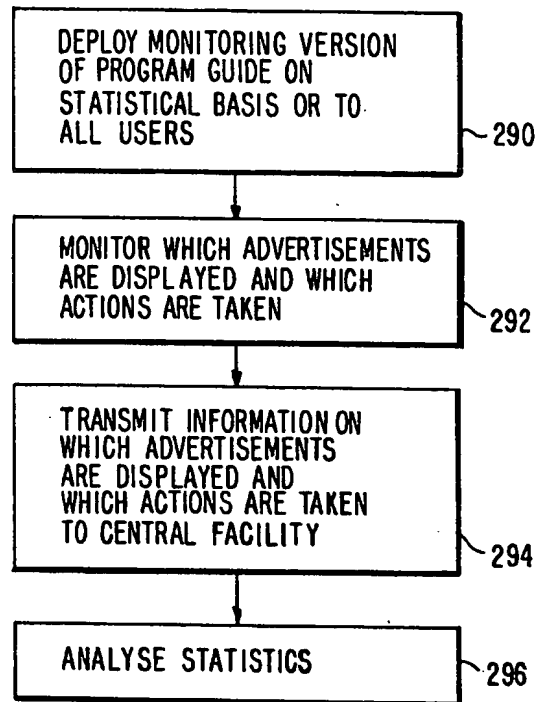 DEPLOY MONITORING VERSION
OF PROGRAM GUIDE ON
STATISTICAL BASIS OR TO
ALL USERS
290
MONITOR WHICH ADVERTISEMENTS
ARE DISPLAYED AND WHICH
ACTIONS ARE TAKEN
292
TRANSMIT INFORMATION ON
WHICH ADVERTISEMENTS
ARE DISPLAYED AND
WHICH ACTIONS ARE TAKEN
TO CENTRAL FACILITY
294
ANALYSE STATISTICS
296